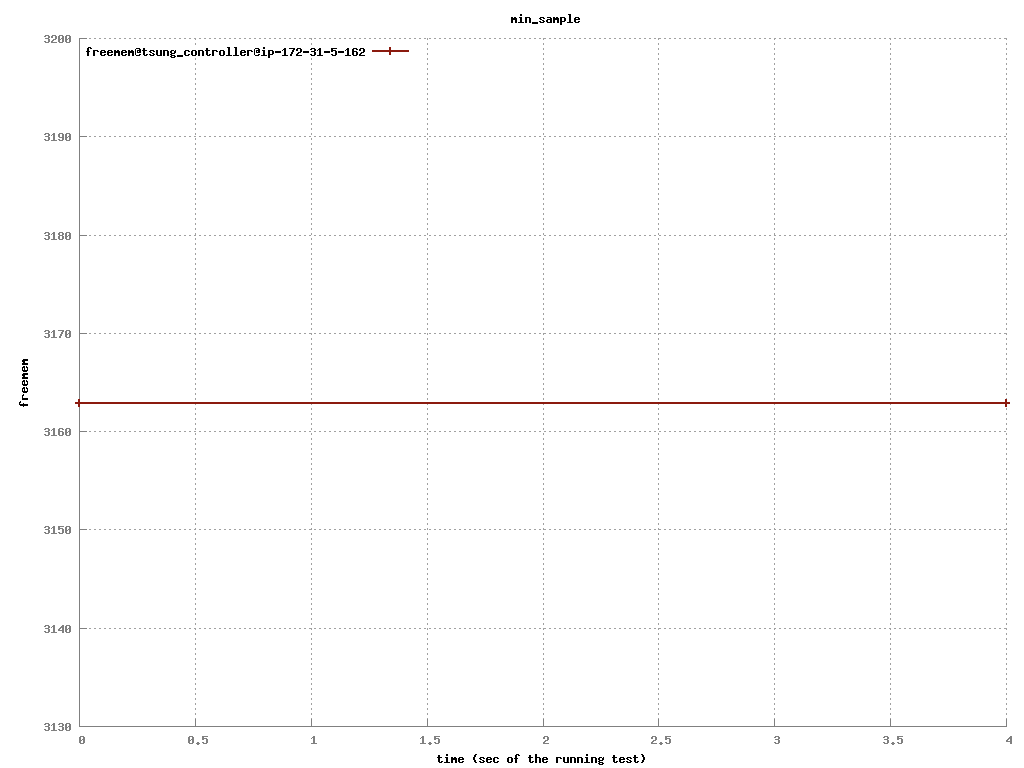 min_sample
3200
freemem@tsung_controller@ip-172-31-5-162
3190
3180
3170
freemem
3160
3150
3140
3130
0 0.5 1 1.5 2 2.5 3 3.5 4
time (sec of the running test)